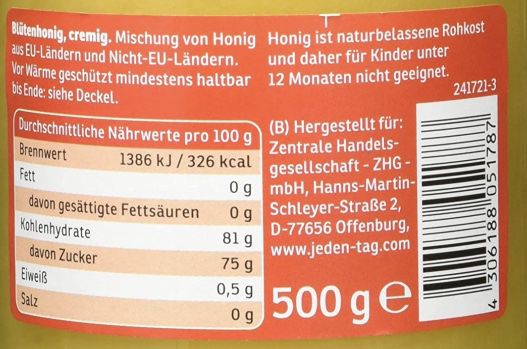 Blütenhonig, cremig. Mischung von Honig
aus EU-Ländern und Nicht-EU-Ländern.
Vor Wärme geschützt mindestens haltbar
bis Ende: siehe Deckel.
Honig ist naturbelassene Rohkost
und daher für Kinder unter
12 Monaten nicht geeignet.
241721-3
Durchschnittliche Nährwerte pro 100 g
Brennwert 1386 kJ / 326 kcal
Fett 0 g
davon gesättigte Fettsäuren 0 g
Kohlenhydrate 81 g
davon Zucker 75 g
Eiweiß 0,5 g
Salz 0 g
(B) Hergestellt für:
Zentrale Handels-
gesellschaft - ZHG -
mbH, Hanns-Martin-
Schleyer-Straße 2,
D-77656 Offenburg,
www.jeden-tag.com
500 g e
4 306188 051787